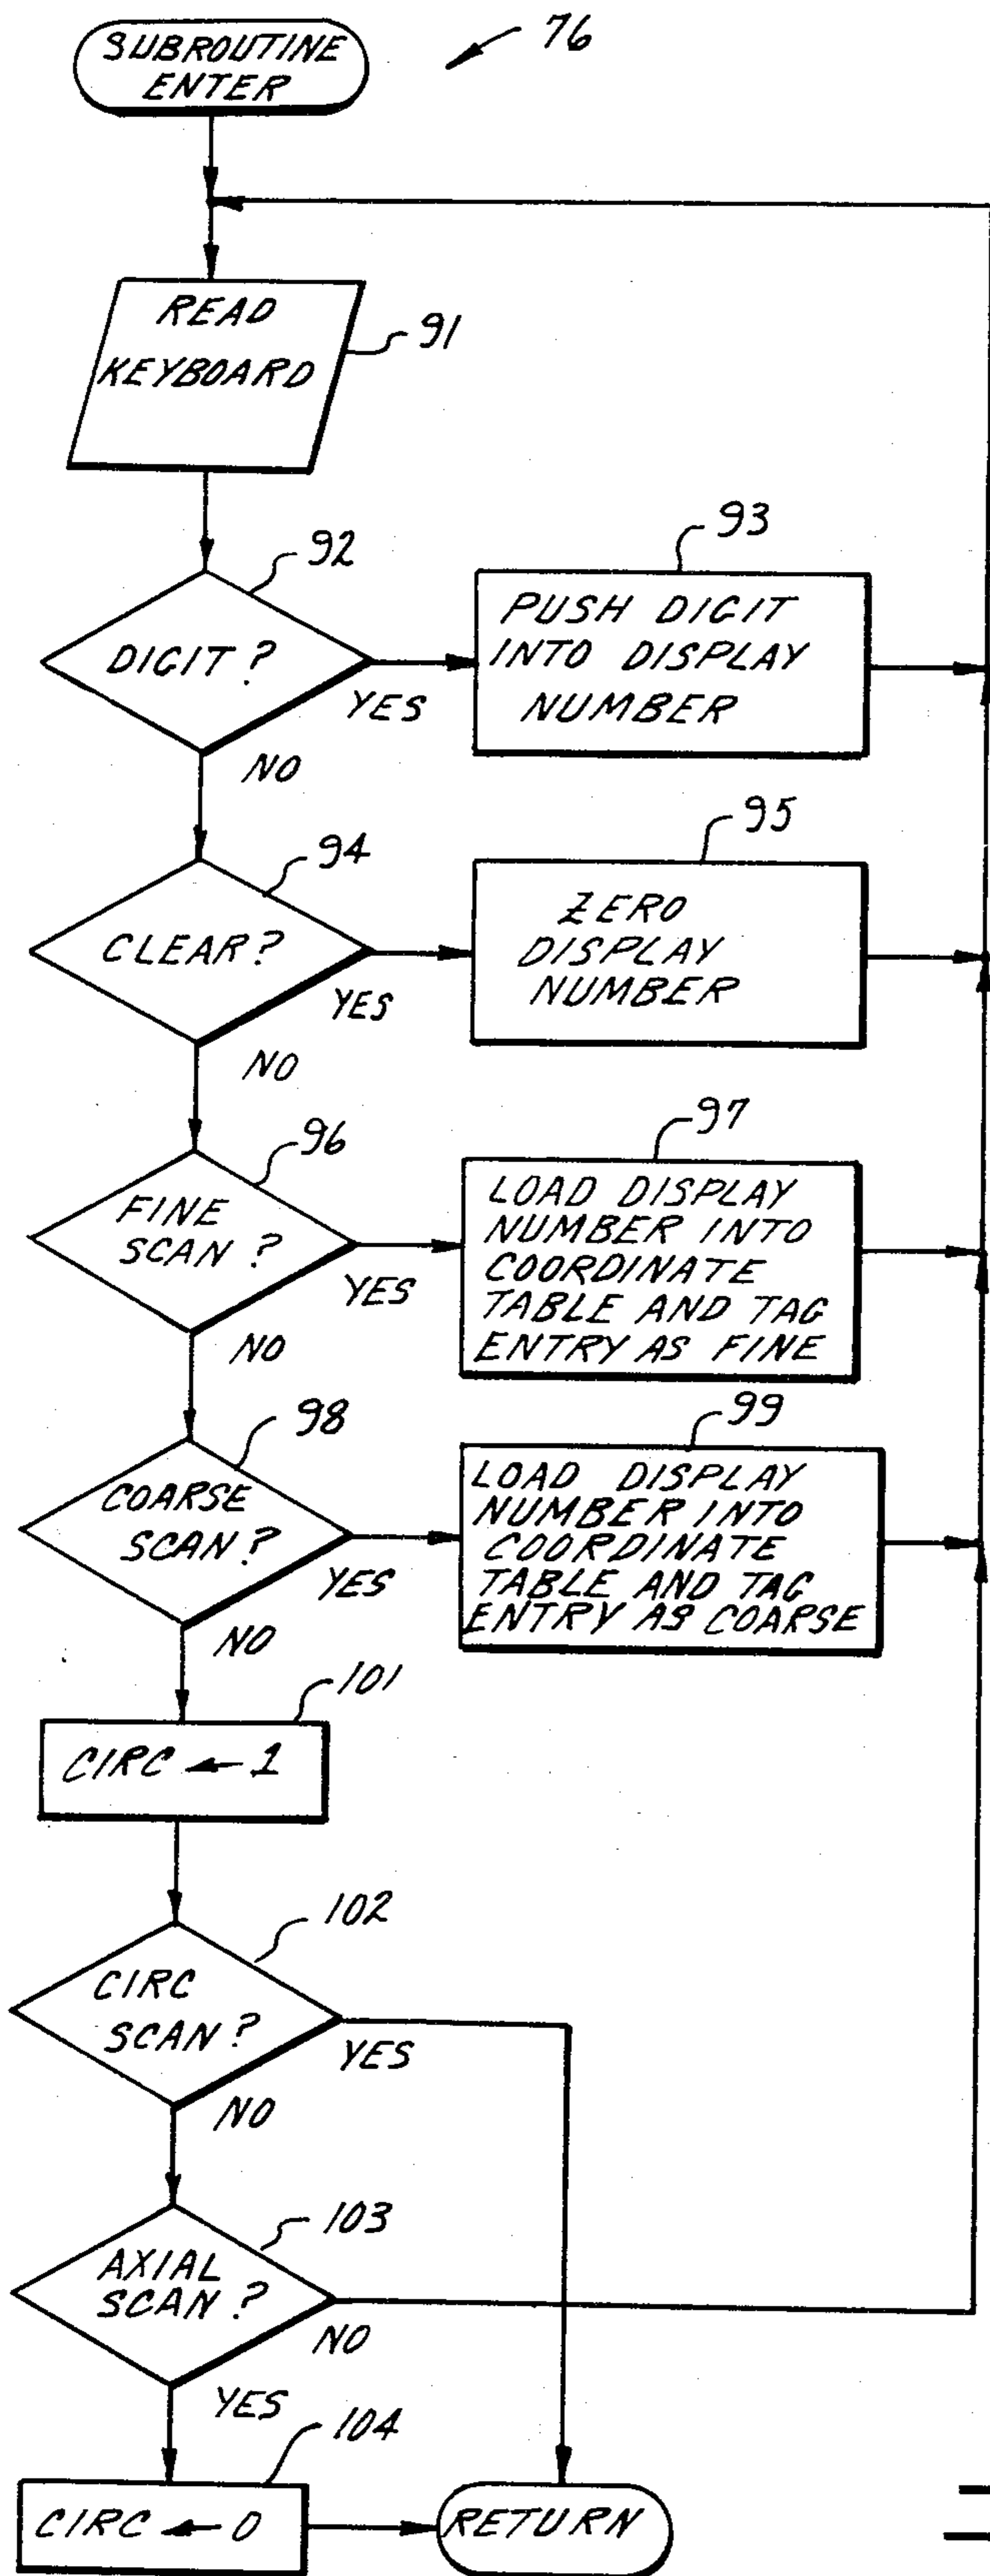 SUBROUTINE
ENTER
76
READ
KEYBOARD
91
92
DIGIT?
YES
NO
93
PUSH DIGIT
INTO DISPLAY
NUMBER
94
CLEAR?
YES
NO
95
ZERO
DISPLAY
NUMBER
96
FINE
SCAN?
YES
NO
97
LOAD DISPLAY
NUMBER INTO
COORDINATE
TABLE AND TAG
ENTRY AS FINE
98
COARSE
SCAN?
YES
NO
99
LOAD DISPLAY
NUMBER INTO
COORDINATE
TABLE AND TAG
ENTRY AS COARSE
101
CIRC ← 1
102
CIRC
SCAN?
YES
NO
103
AXIAL
SCAN?
NO
YES
104
CIRC ← 0
RETURN